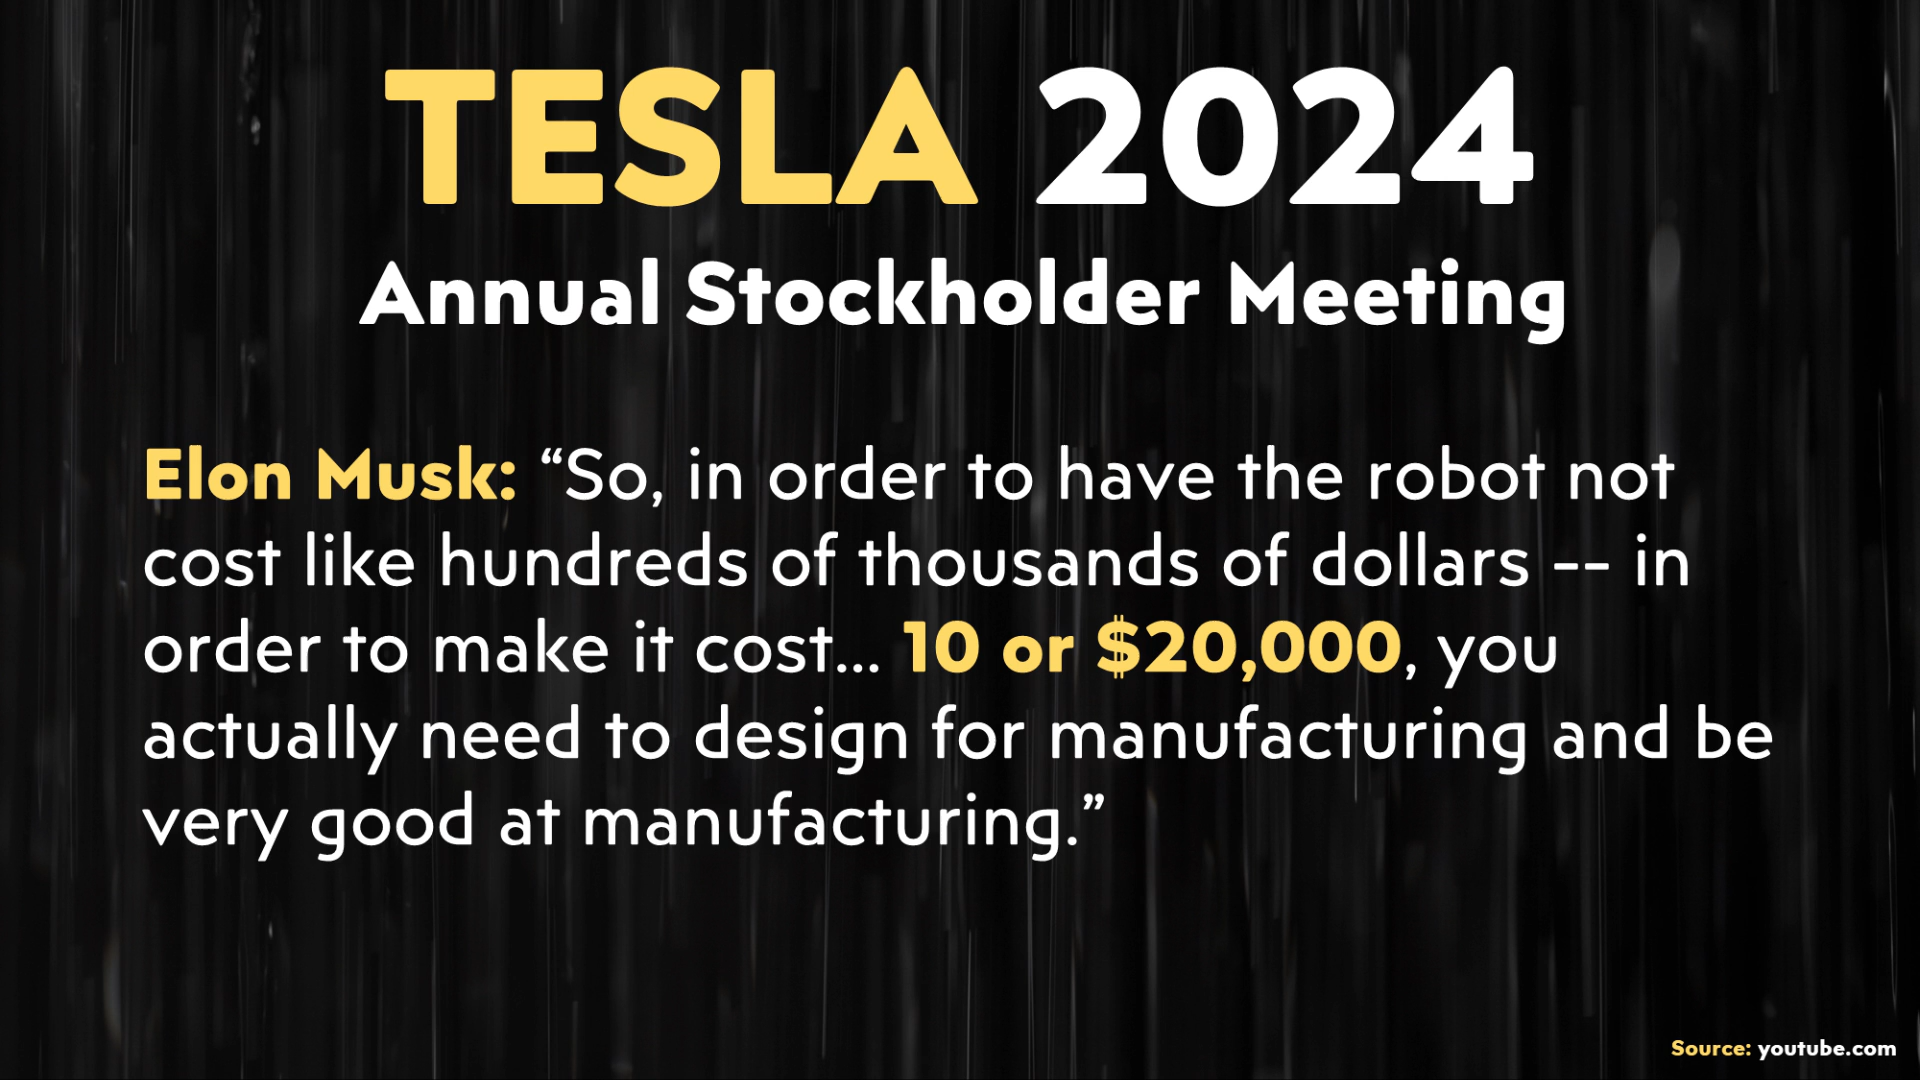 TESLA 2024
Annual Stockholder Meeting
Elon Musk: “So, in order to have the robot not
cost like hundreds of thousands of dollars -- in
order to make it cost... 10 or $20,000, you
actually need to design for manufacturing and be
very good at manufacturing.”
Source: youtube.com